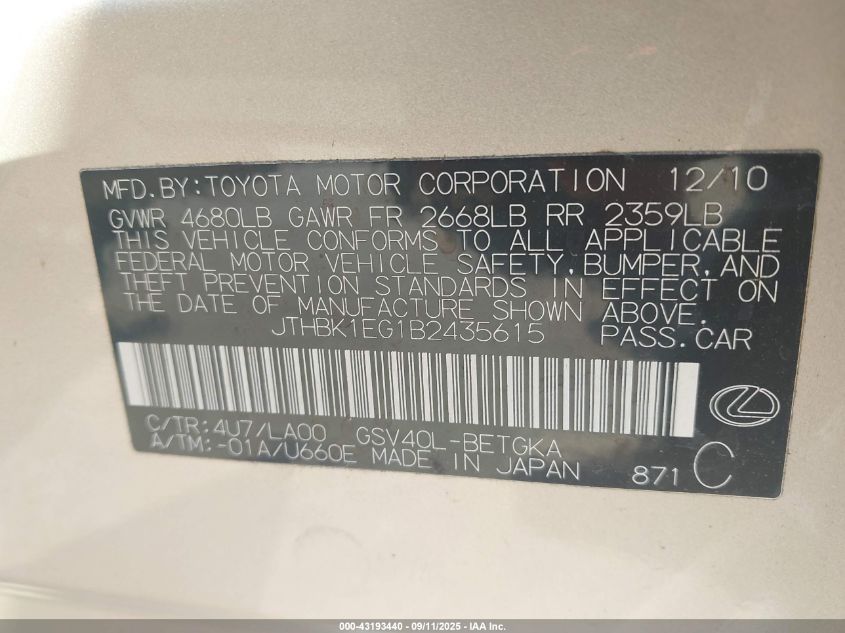 MFD.BY:TOYOTA MOTOR CORPORATION 12/10
GVWR 4680LB GAWR FR 2668LB RR 2359LB
THIS VEHICLE CONFORMS TO ALL APPLICABLE
FEDERAL MOTOR VEHICLE SAFETY,BUMPER,AND
THEFT PREVENTION STANDARDS IN EFFECT ON
THE DATE OF MANUFACTURE SHOWN ABOVE.
JTHBK1EG1B2435615 PASS.CAR
C/TR:4U7/LA00 GSV40L-BETGKA
A/TM:-01A/U660E MADE IN JAPAN 871 C
000-43193440 - 09/11/2025 - IAA Inc.